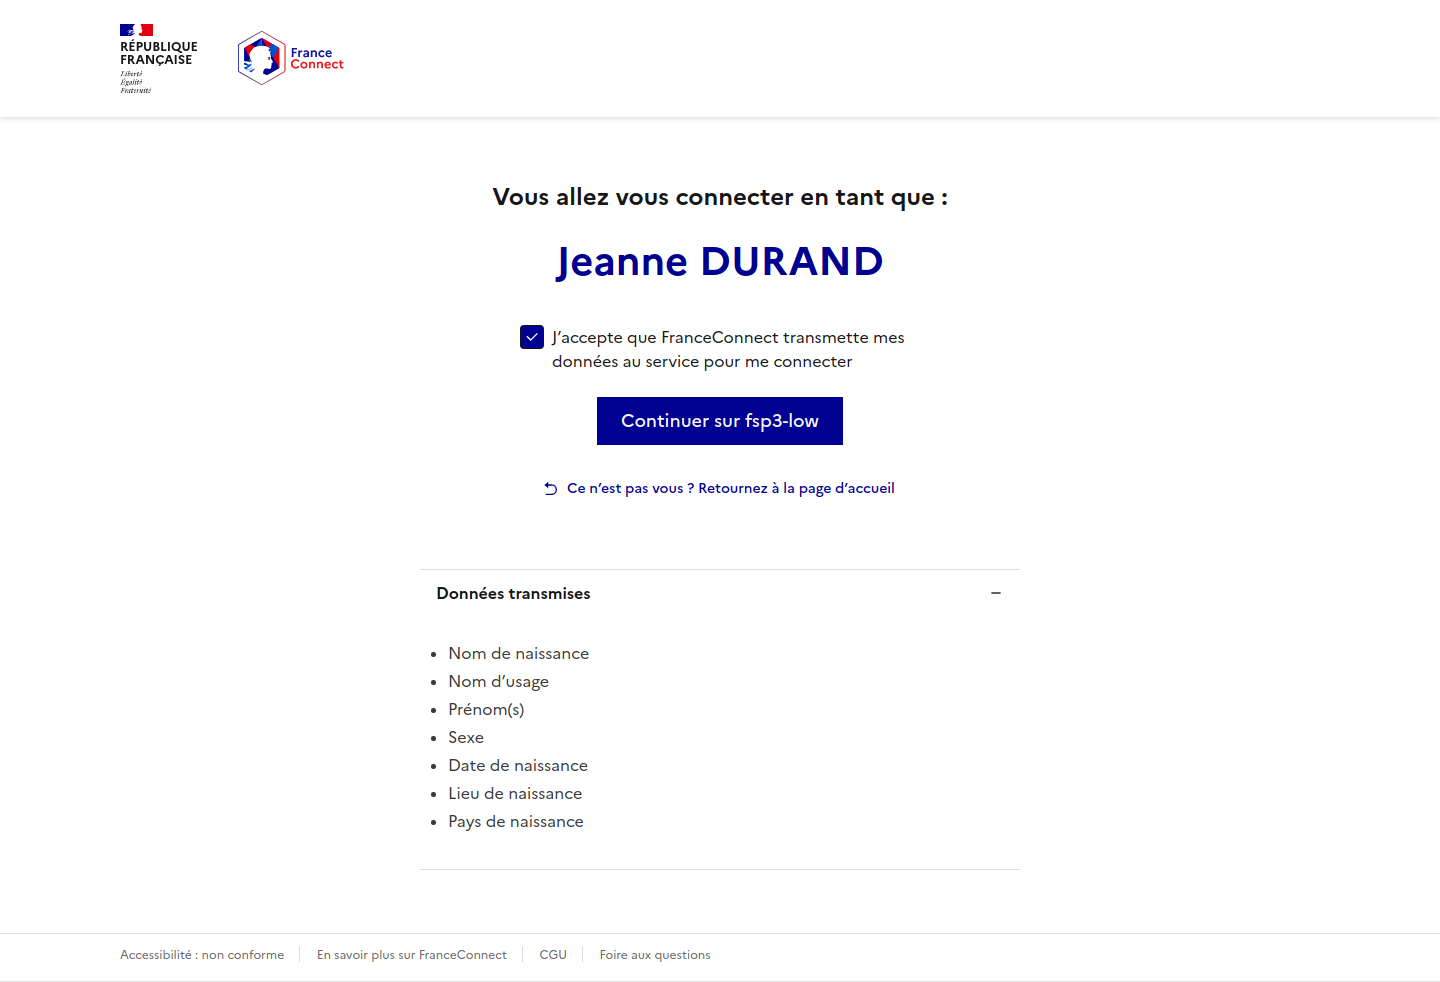 RÉPUBLIQUE
FRANÇAISE
Liberté
Égalité
Fraternité
France
Connect
Vous allez vous connecter en tant que :
Jeanne DURAND
J’accepte que FranceConnect transmette mes
données au service pour me connecter
Continuer sur fsp3-low
Ce n’est pas vous ? Retournez à la page d’accueil
Données transmises
Nom de naissance
Nom d’usage
Prénom(s)
Sexe
Date de naissance
Lieu de naissance
Pays de naissance
Accessibilité : non conforme
En savoir plus sur FranceConnect
CGU
Foire aux questions